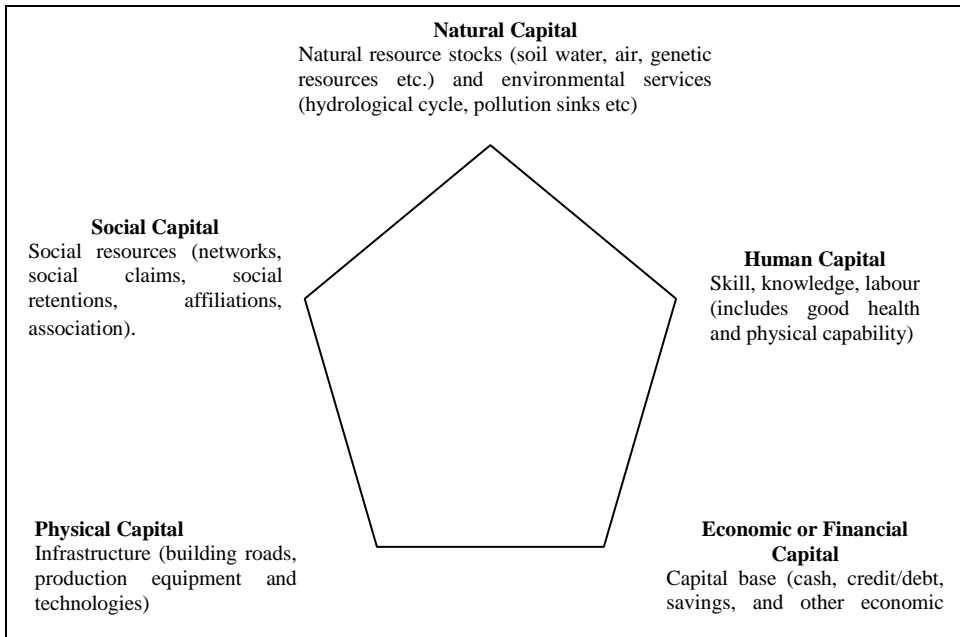 Natural Capital
Natural resource stocks (soil water, air, genetic
resources etc.) and environmental services
(hydrological cycle, pollution sinks etc)
Social Capital
Social resources (networks,
social claims, social
retentions, affiliations,
association).
Human Capital
Skill, knowledge, labour
(includes good health
and physical capability)
Physical Capital
Infrastructure (building roads,
production equipment and
technologies)
Economic or Financial
Capital
Capital base (cash, credit/debt,
savings, and other economic